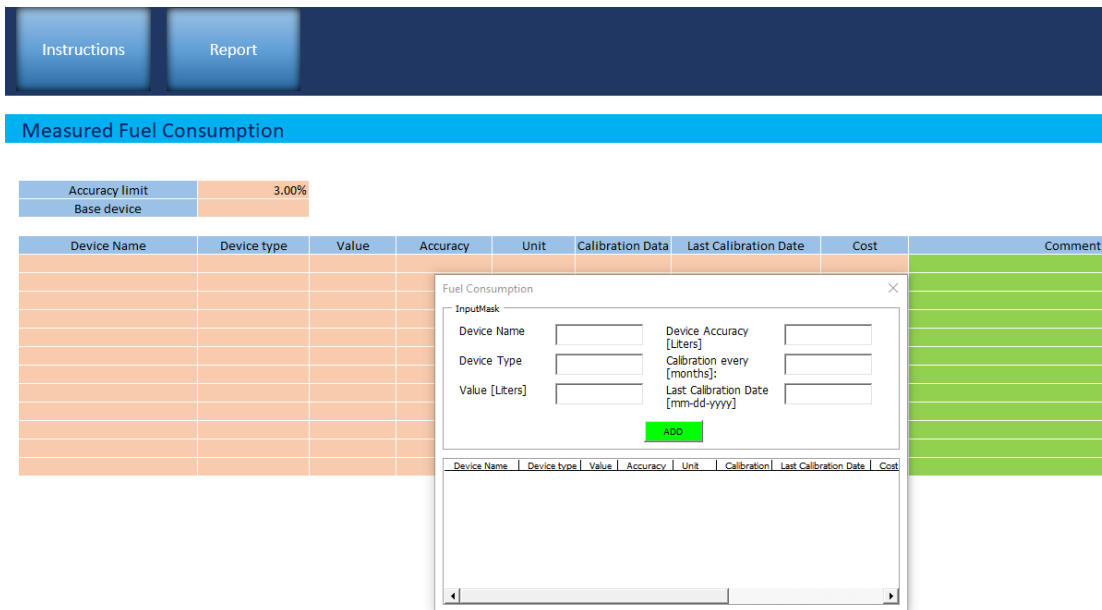 Instructions Report
Measured Fuel Consumption
Accuracy limit 3.00%
Base device
Device Name Device type Value Accuracy Unit Calibration Data Last Calibration Date Cost Comment
Fuel Consumption
InputMask
Device Name Device Accuracy
[Liters]
Device Type Calibration every
[months]:
Value [Liters] Last Calibration Date
[mm-dd-yyyy]
ADD
Device Name Device type Value Accuracy Unit Calibration Last Calibration Date Cost